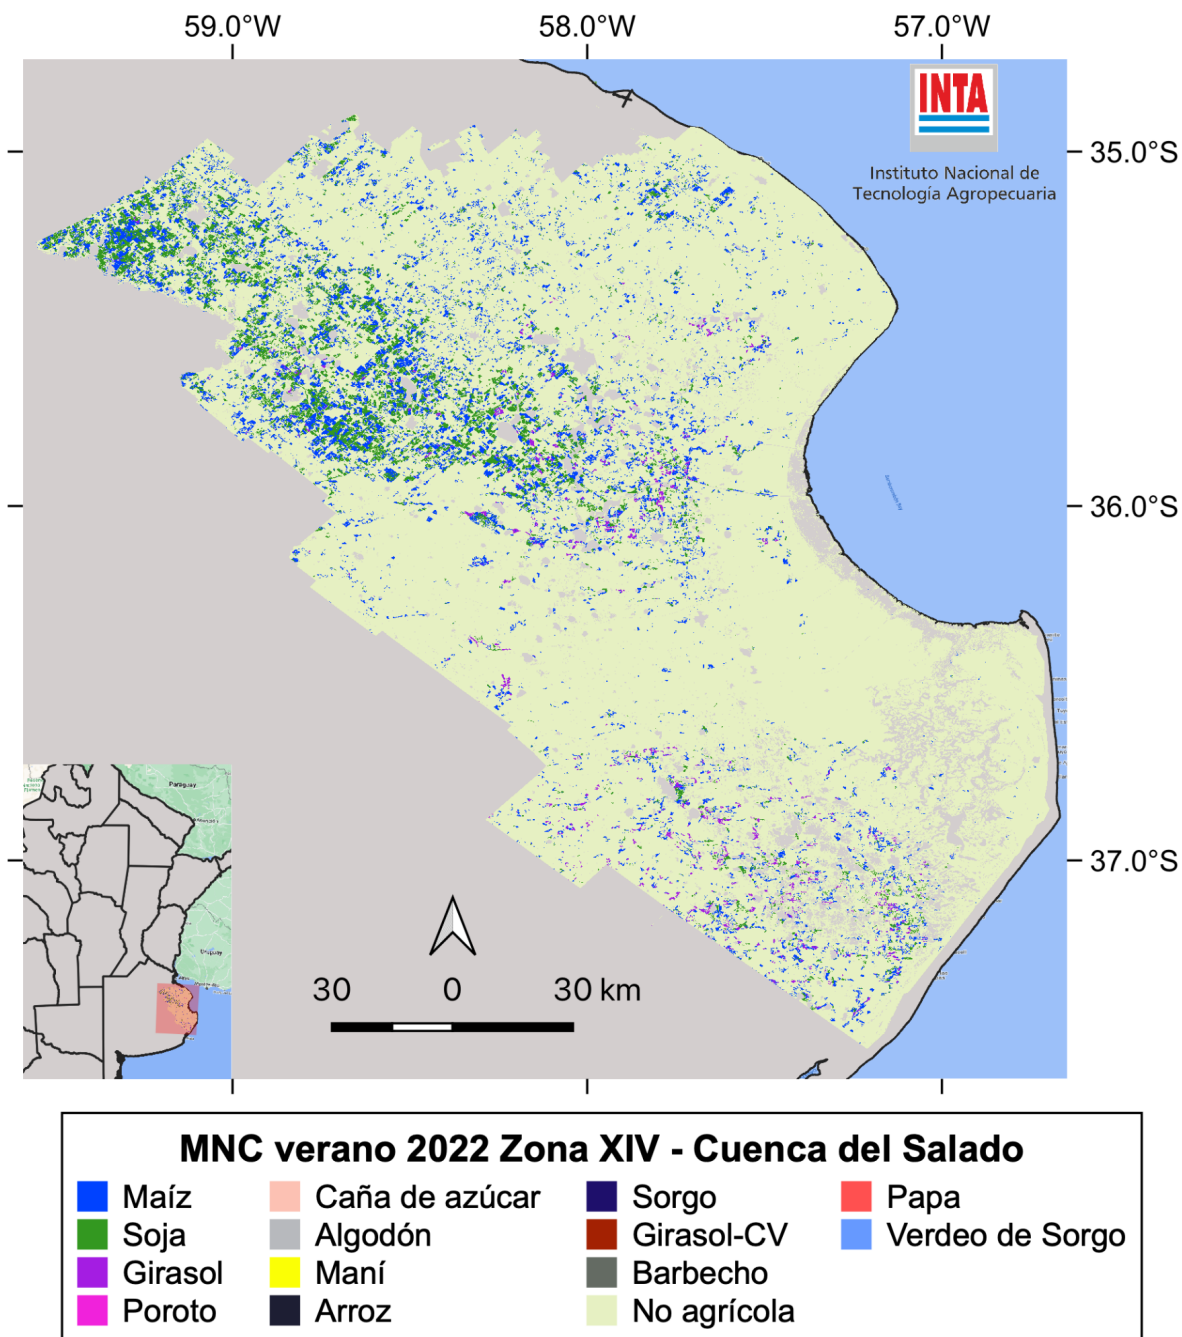 59.0°W 58.0°W 57.0°W
INTA
Instituto Nacional de
Tecnología Agropecuaria
35.0°S
36.0°S
37.0°S
Paraguay
Uruguay
30 0 30 km
MNC verano 2022 Zona XIV - Cuenca del Salado
Maíz Caña de azúcar Sorgo Papa
Soja Algodón Girasol-CV Verdeo de Sorgo
Girasol Maní Barbecho
Poroto Arroz No agrícola